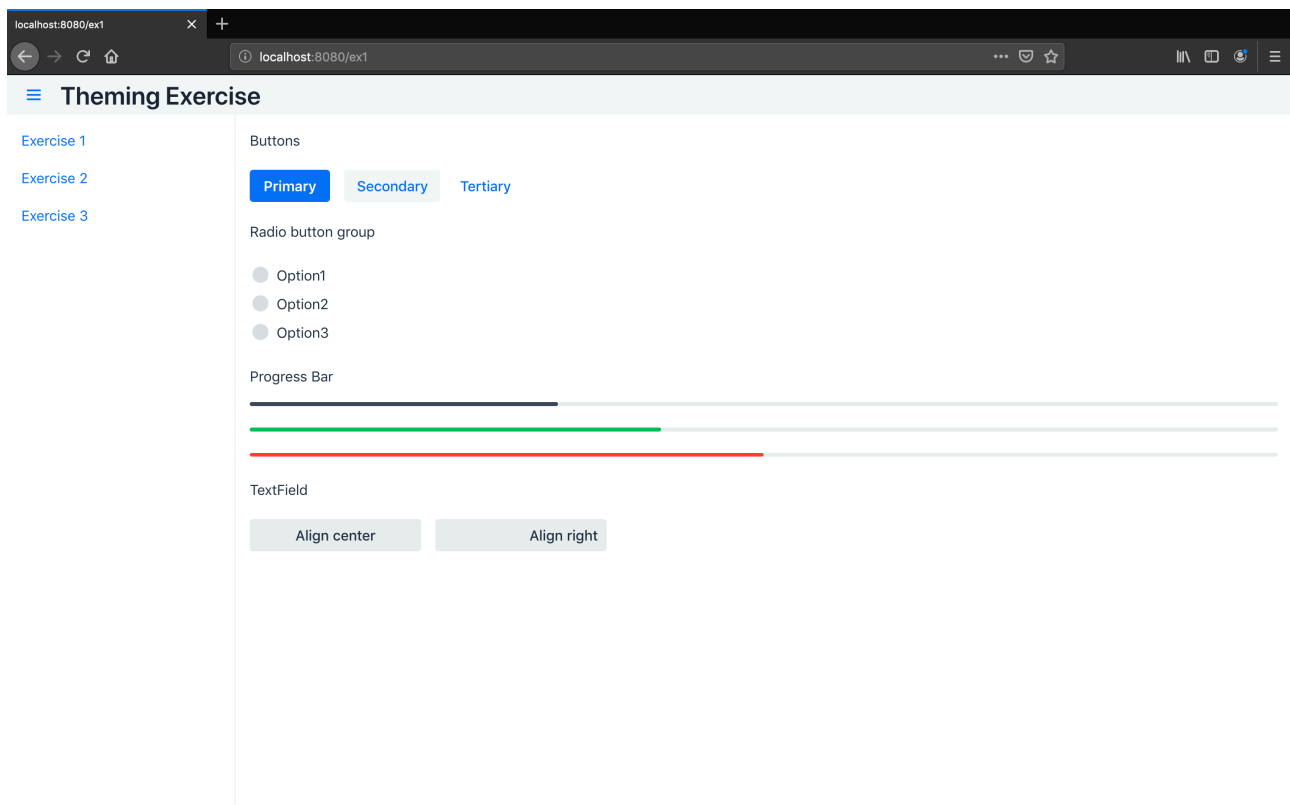 localhost:8080/ex1
localhost:8080/ex1
Theming Exercise
Exercise 1
Exercise 2
Exercise 3
Buttons
Primary Secondary Tertiary
Radio button group
Option1
Option2
Option3
Progress Bar
TextField
Align center Align right